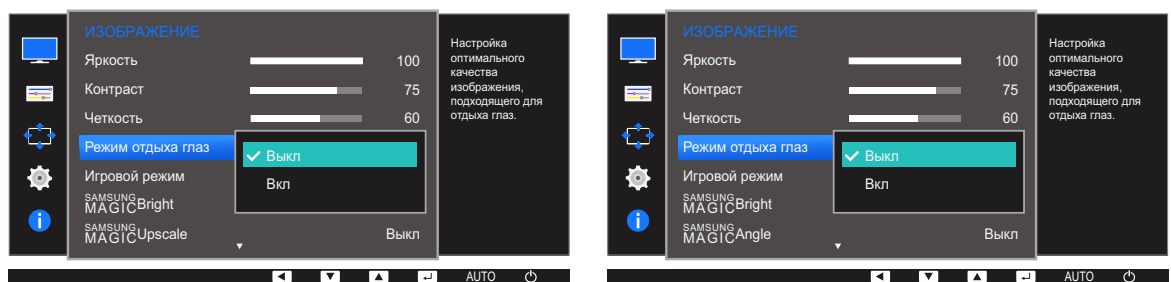 ИЗОБРАЖЕНИЕ
Яркость 100
Контраст 75
Четкость 60
Режим отдыха глаз
Выкл
Игровой режим
Вкл
SAMSUNG
MAGIC Bright
SAMSUNG
MAGIC Upscale Выкл
Настройка
оптимального
качества
изображения,
подходящего для
отдыха глаз.
AUTO
ИЗОБРАЖЕНИЕ
Яркость 100
Контраст 75
Четкость 60
Режим отдыха глаз
Выкл
Игровой режим
Вкл
SAMSUNG
MAGIC Bright
SAMSUNG
MAGIC Angle Выкл
Настройка
оптимального
качества
изображения,
подходящего для
отдыха глаз.
AUTO